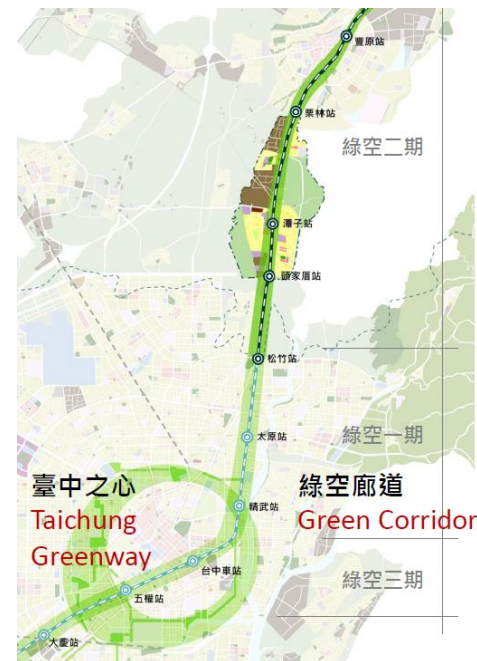 豐原站
栗林站
綠空二期
潭子站
頭家厝站
松竹站
太原站
綠空一期
臺中之心
Taichung
Greenway
綠空廊道
Green Corridor
精武站
台中車站
綠空三期
五權站
大慶站